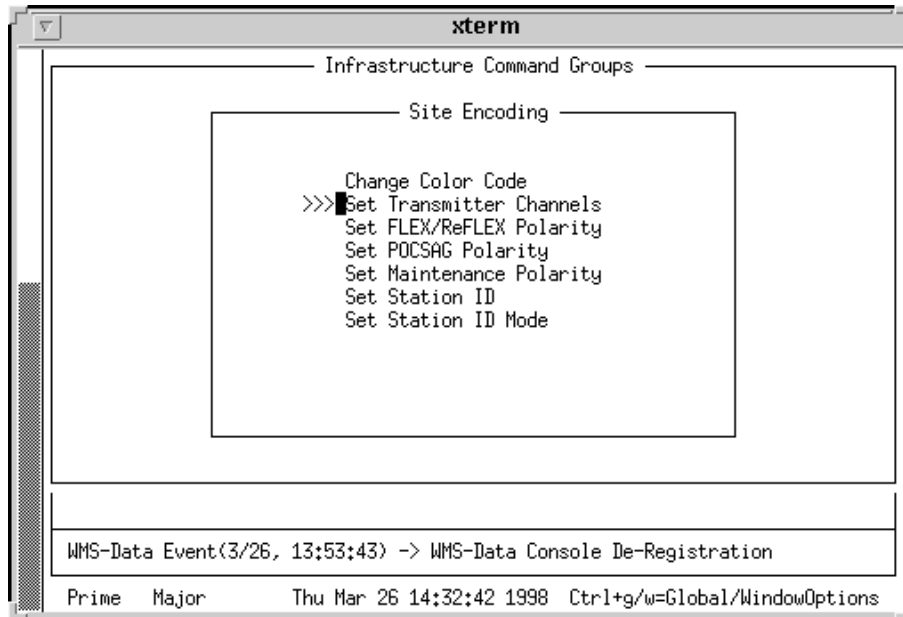 xterm
Infrastructure Command Groups
Site Encoding
Change Color Code
>>>Set Transmitter Channels
Set FLEX/ReFLEX Polarity
Set POCSAG Polarity
Set Maintenance Polarity
Set Station ID
Set Station ID Mode
WMS-Data Event(3/26, 13:53:43) -> WMS-Data Console De-Registration
Prime Major Thu Mar 26 14:32:42 1998 Ctrl+g/w=Global/WindowOptions